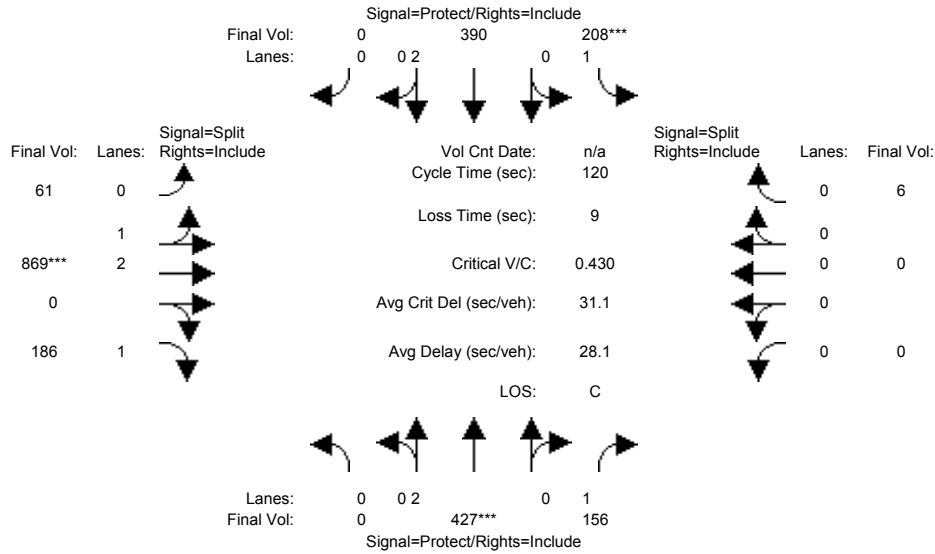 Signal=Protect/Rights=Include
Final Vol: 0 390 208***
Lanes: 0 0 2 0 1
Signal=Split
Final Vol: Lanes: Rights=Include
Vol Cnt Date: n/a
Signal=Split
Rights=Include Lanes: Final Vol:
Cycle Time (sec): 120
61 0
0 6
Loss Time (sec): 9
1
0
869*** 2
Critical V/C: 0.430
0 0
0
Avg Crit Del (sec/veh): 31.1
0
186 1
Avg Delay (sec/veh): 28.1
0 0
LOS: C
Lanes: 0 0 2 0 1
Final Vol: 0 427*** 156
Signal=Protect/Rights=Include